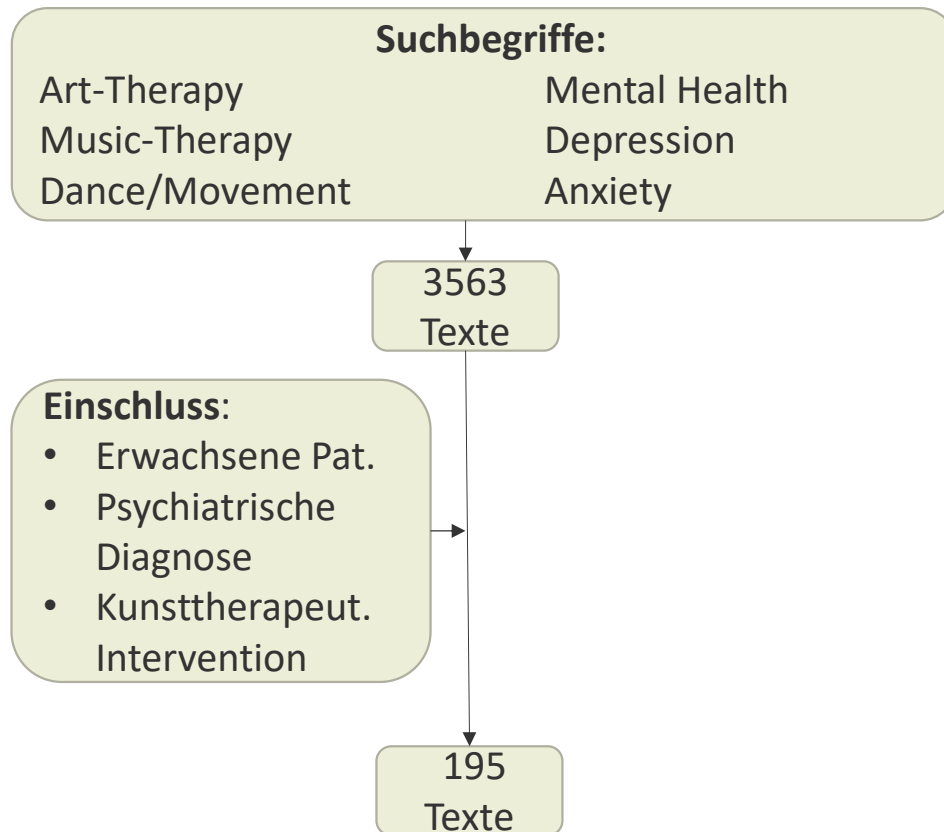 Suchbegriffe:
Art-Therapy Mental Health
Music-Therapy Depression
Dance/Movement Anxiety
3563
Texte
Einschluss:
• Erwachsene Pat.
• Psychiatrische
Diagnose
• Kunsttherapeut.
Intervention
195
Texte